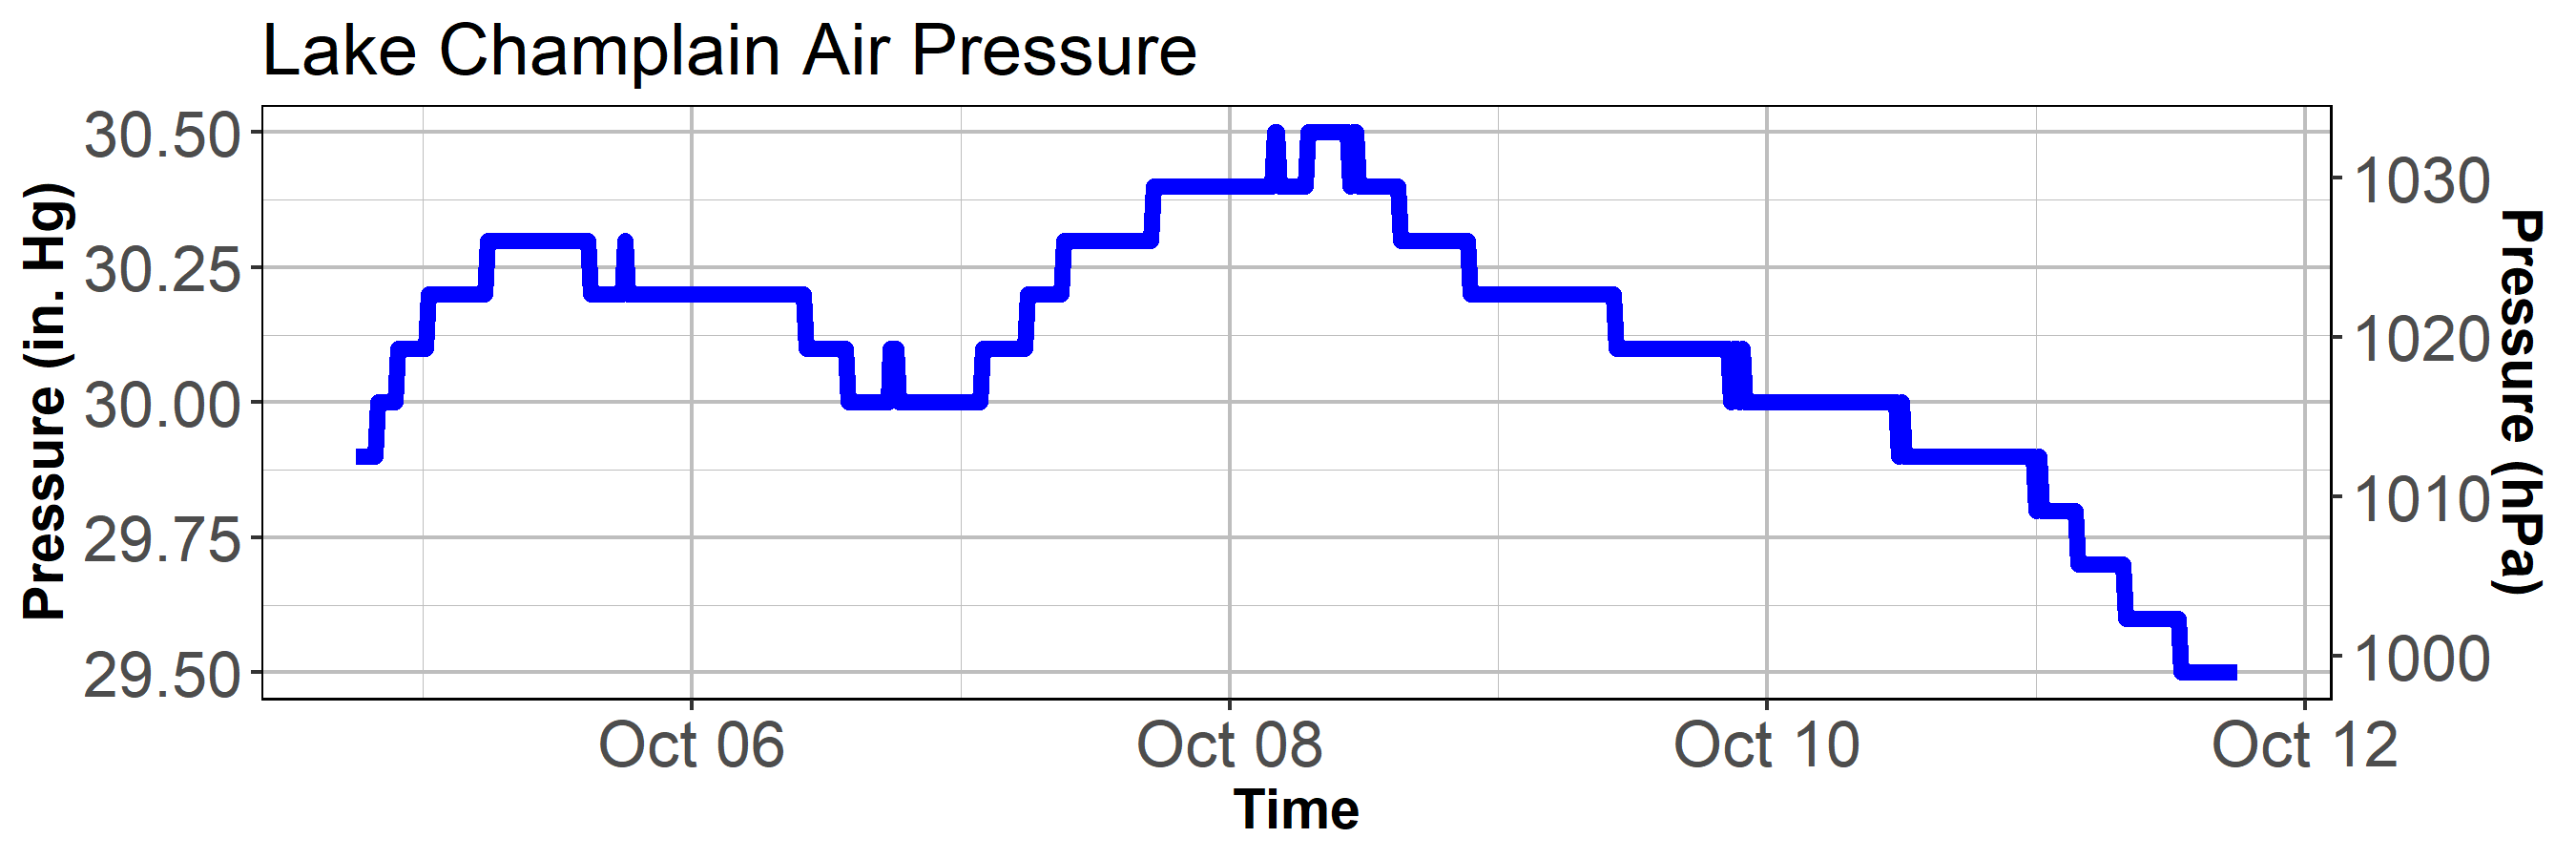 Lake Champlain Air Pressure
Pressure (in. Hg)
30.50
30.25
30.00
29.75
29.50
1030
1020
1010
1000
Pressure (hPa)
Oct 06
Oct 08
Oct 10
Oct 12
Time